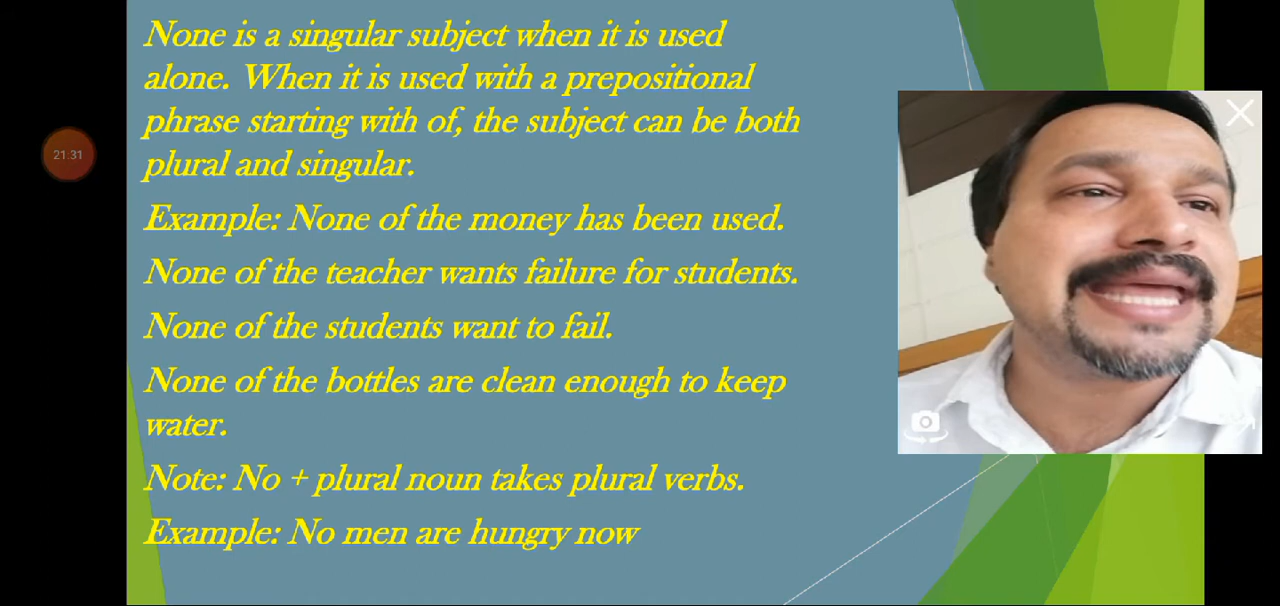 None is a singular subject when it is used
alone. When it is used with a prepositional
phrase starting with of, the subject can be both
plural and singular.
Example: None of the money has been used.
None of the teacher wants failure for students.
None of the students want to fail.
None of the bottles are clean enough to keep
water.
Note: No + plural noun takes plural verbs.
Example: No men are hungry now
21:31